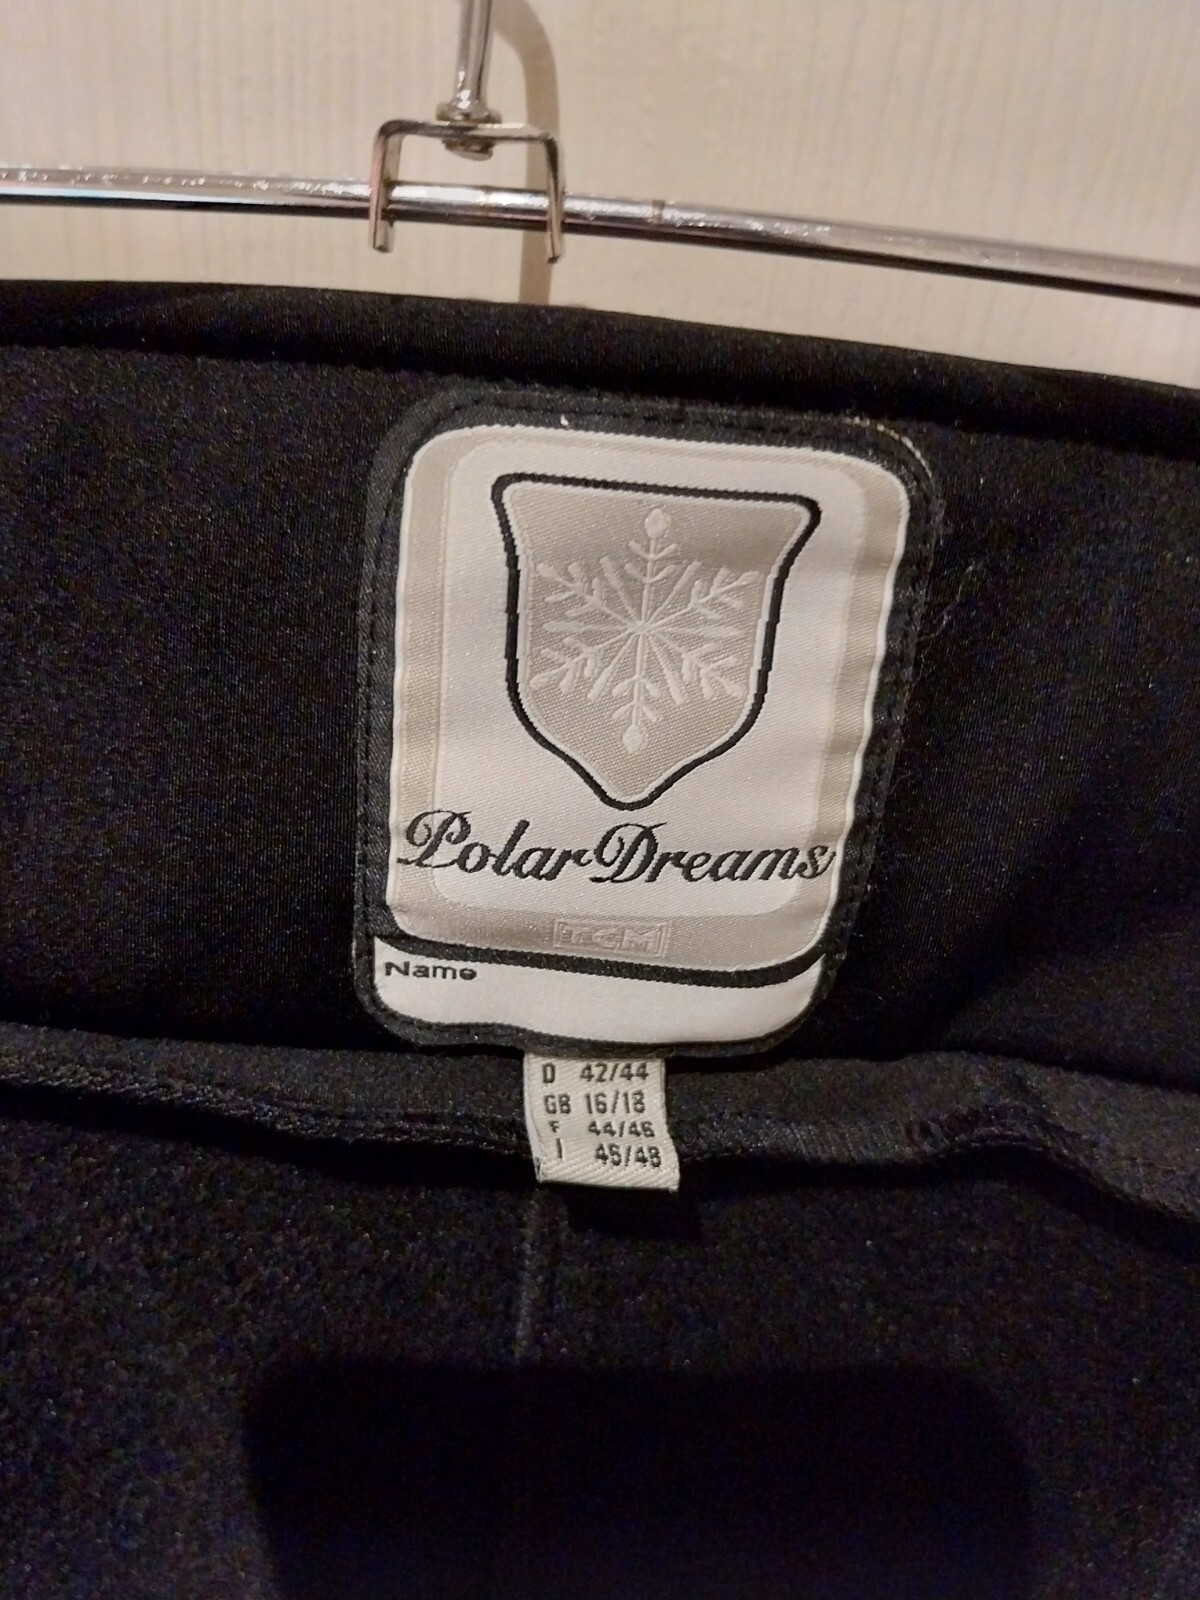 Polar Dreams
TCM
Name
D 42/44
GB 16/18
F 44/46
I 46/48